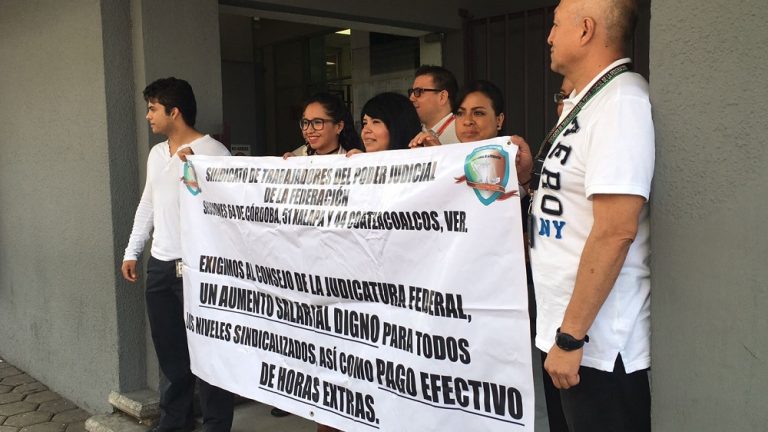 SINDICATO DE TRABAJADORES DEL PODER JUDICIAL
DE LA FEDERACIÓN
SECCIONES 64 DE CÓRDOBA, 51 XALAPA Y 44 COATZACOALCOS, VER.
EXIGIMOS AL CONSEJO DE LA JUDICATURA FEDERAL,
UN AUMENTO SALARIAL DIGNO PARA TODOS
LOS NIVELES SINDICALIZADOS, ASÍ COMO PAGO EFECTIVO
DE HORAS EXTRAS.
AERO
NY